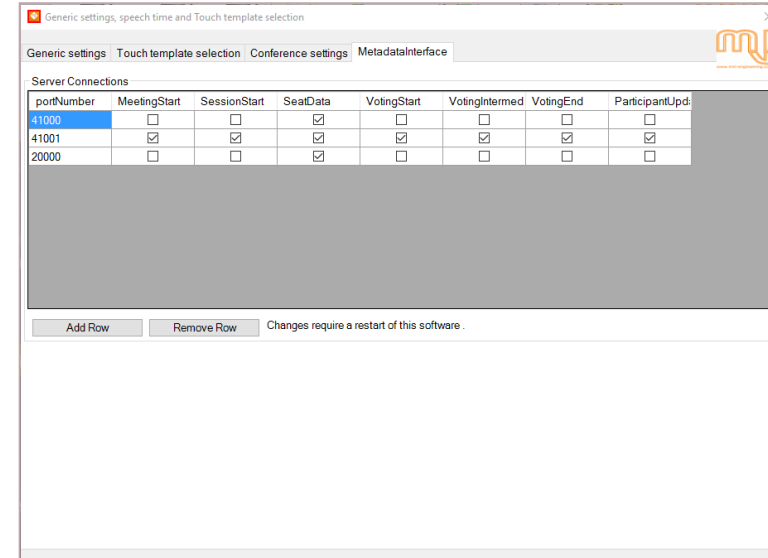 Generic settings, speech time and Touch template selection
Generic settings Touch template selection Conference settings MetadataInterface
Server Connections
portNumber MeetingStart SessionStart SeatData VotingStart VotingIntermed VotingEnd ParticipantUpd
41000
41001
20000
Add Row Remove Row Changes require a restart of this software .